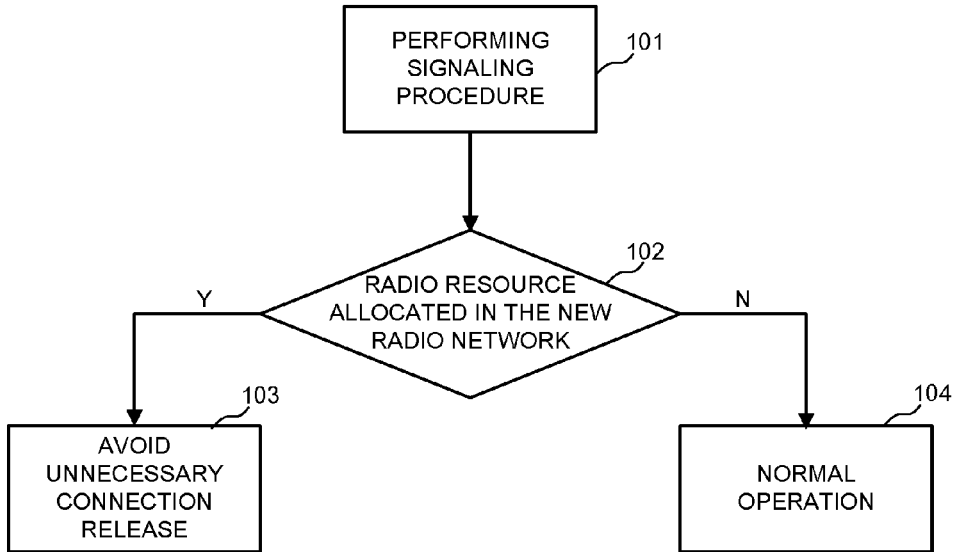 PERFORMING
SIGNALING
PROCEDURE
101
102
RADIO RESOURCE
ALLOCATED IN THE NEW
RADIO NETWORK
Y
N
103
AVOID
UNNECESSARY
CONNECTION
RELEASE
104
NORMAL
OPERATION